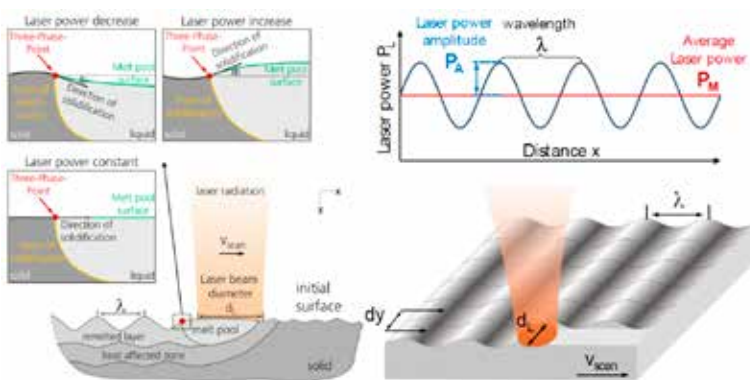 Laser power decrease
Three-Phase-
Point
Melt pool
surface
Direction of
solidification
solid
liquid
Laser power increase
Three-Phase-
Point
Direction of
solidification
Melt pool
surface
solid
liquid
Laser power constant
Three-Phase-
Point
Melt pool
surface
Direction of
solidification
solid
liquid
laser radiation
x
z
Vscan
Laser beam
diameter
dL
initial
surface
melt pool
remelted layer
heat affected zone
solid
Laser power
amplitude
PA
wavelength
λ
Average
Laser power
PM
Laser power PL
Distance x
dy
dL
Vscan